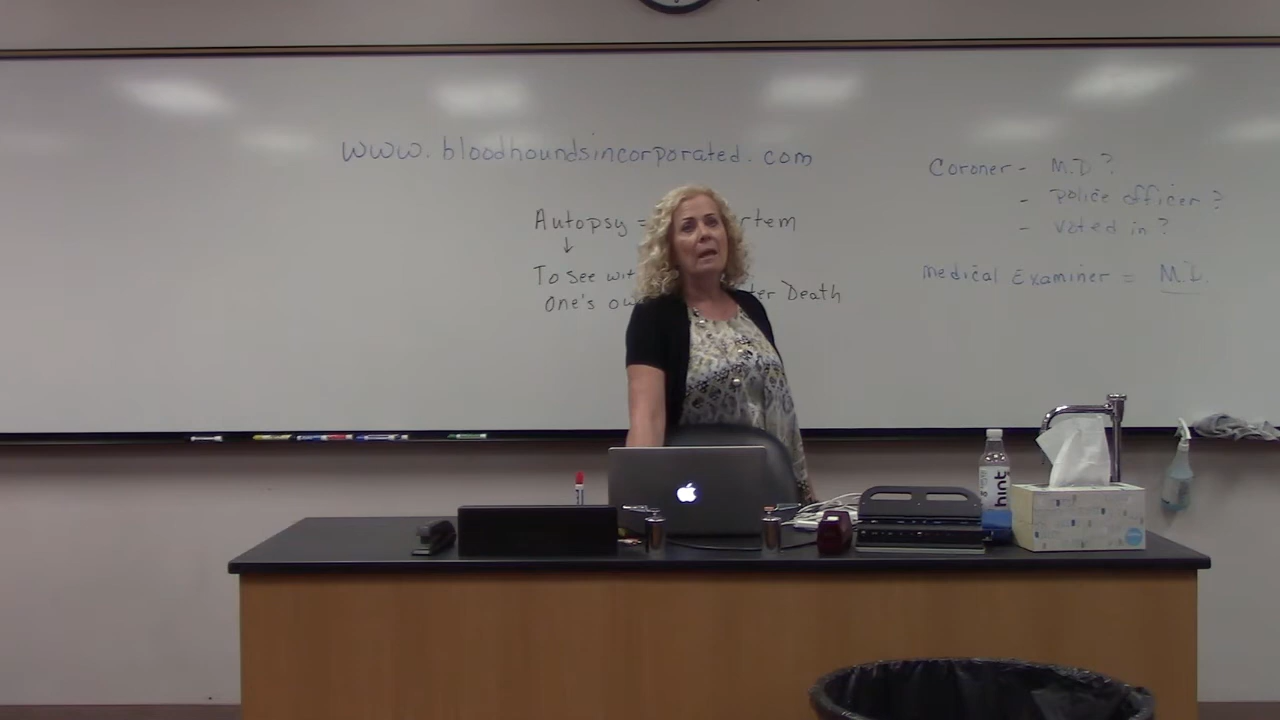 www.bloodhoundsincorporated.com
Autopsy = rtem
↓
To see wit
One's ow ter Death
Coroner - M.D?
- police officer?
- voted in?
Medical Examiner = M.D.
hint